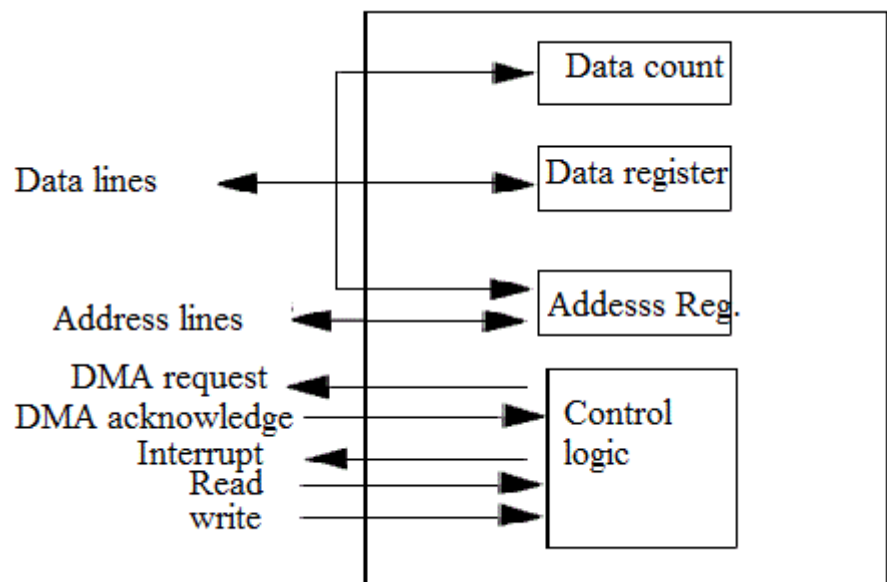 Data count
Data lines
Data register
Addesss Reg.
Address lines
DMA request
DMA acknowledge
Interrupt
Read
write
Control
logic